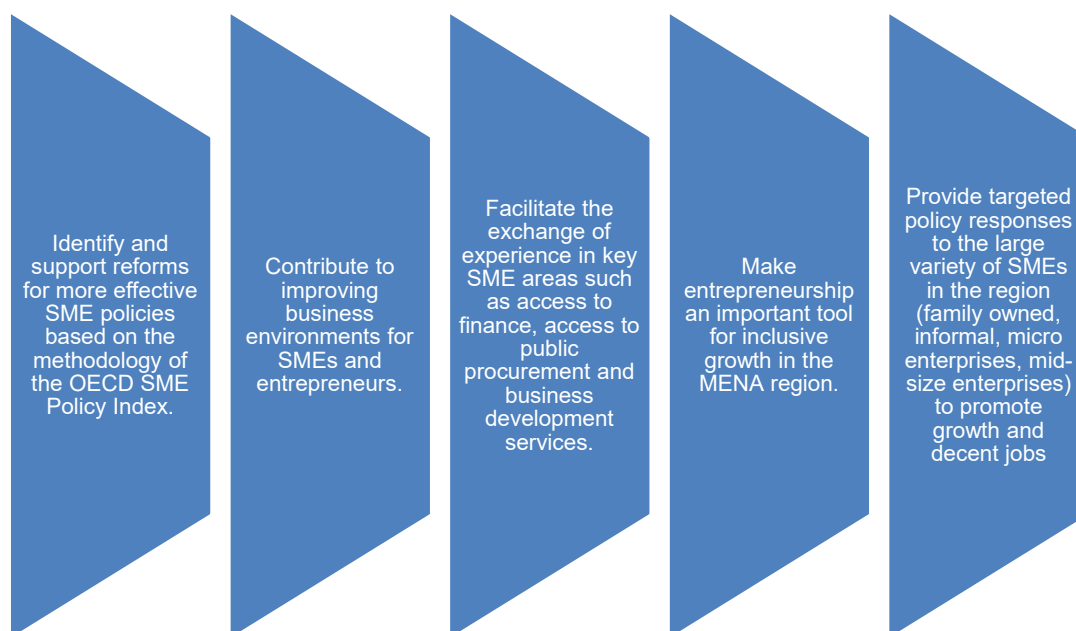 Identify and
support reforms
for more effective
SME policies
based on the
methodology of
the OECD SME
Policy Index.
Contribute to
improving
business
environments for
SMEs and
entrepreneurs.
Facilitate the
exchange of
experience in key
SME areas such
as access to
finance, access to
public
procurement and
business
development
services.
Make
entrepreneurship
an important tool
for inclusive
growth in the
MENA region.
Provide targeted
policy responses
to the large
variety of SMEs
in the region
(family owned,
informal, micro
enterprises, mid-
size enterprises)
to promote
growth and
decent jobs